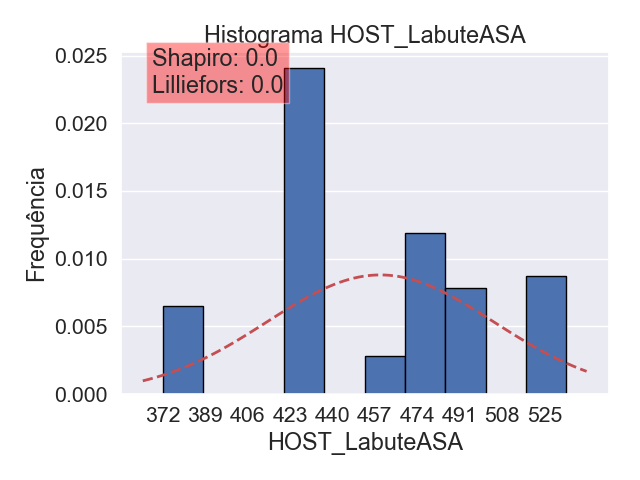 Histograma HOST_LabuteASA
Shapiro: 0.0
Lilliefors: 0.0
0.025
0.020
0.015
0.010
0.005
0.000
Frequência
372 389 406 423 440 457 474 491 508 525
HOST_LabuteASA